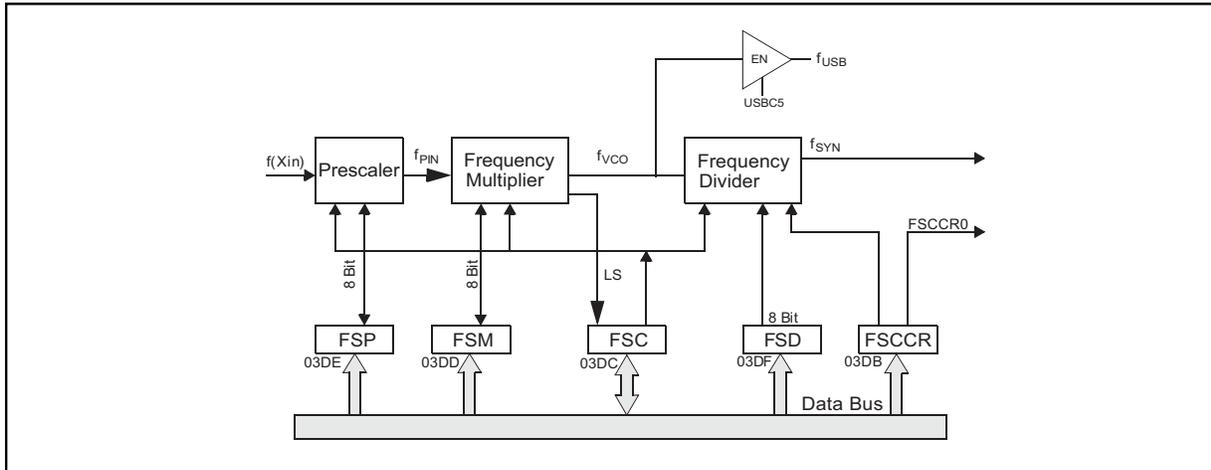 EN
fUSB
USBC5
f(Xin)
Prescaler
fPIN
Frequency
Multiplier
fVCO
Frequency
Divider
fSYN
FSCCR0
8 Bit
8 Bit
LS
8 Bit
FSP
FSM
FSC
FSD
FSCCR
03DE
03DD
03DC
03DF
03DB
Data Bus